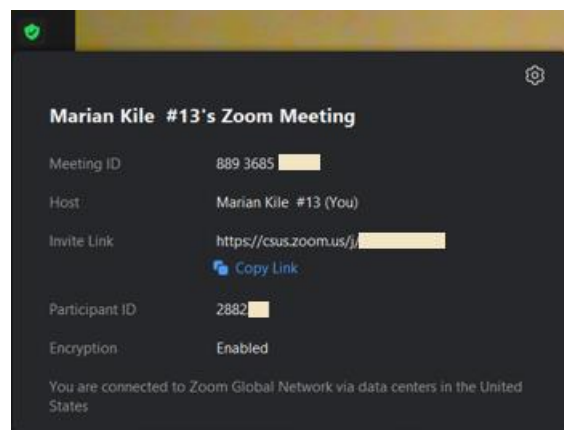 Marian Kile #13's Zoom Meeting
Meeting ID 889 3685
Host Marian Kile #13 (You)
Invite Link https://csus.zoom.us/j/
Copy Link
Participant ID 2882
Encryption Enabled
You are connected to Zoom Global Network via data centers in the United
States